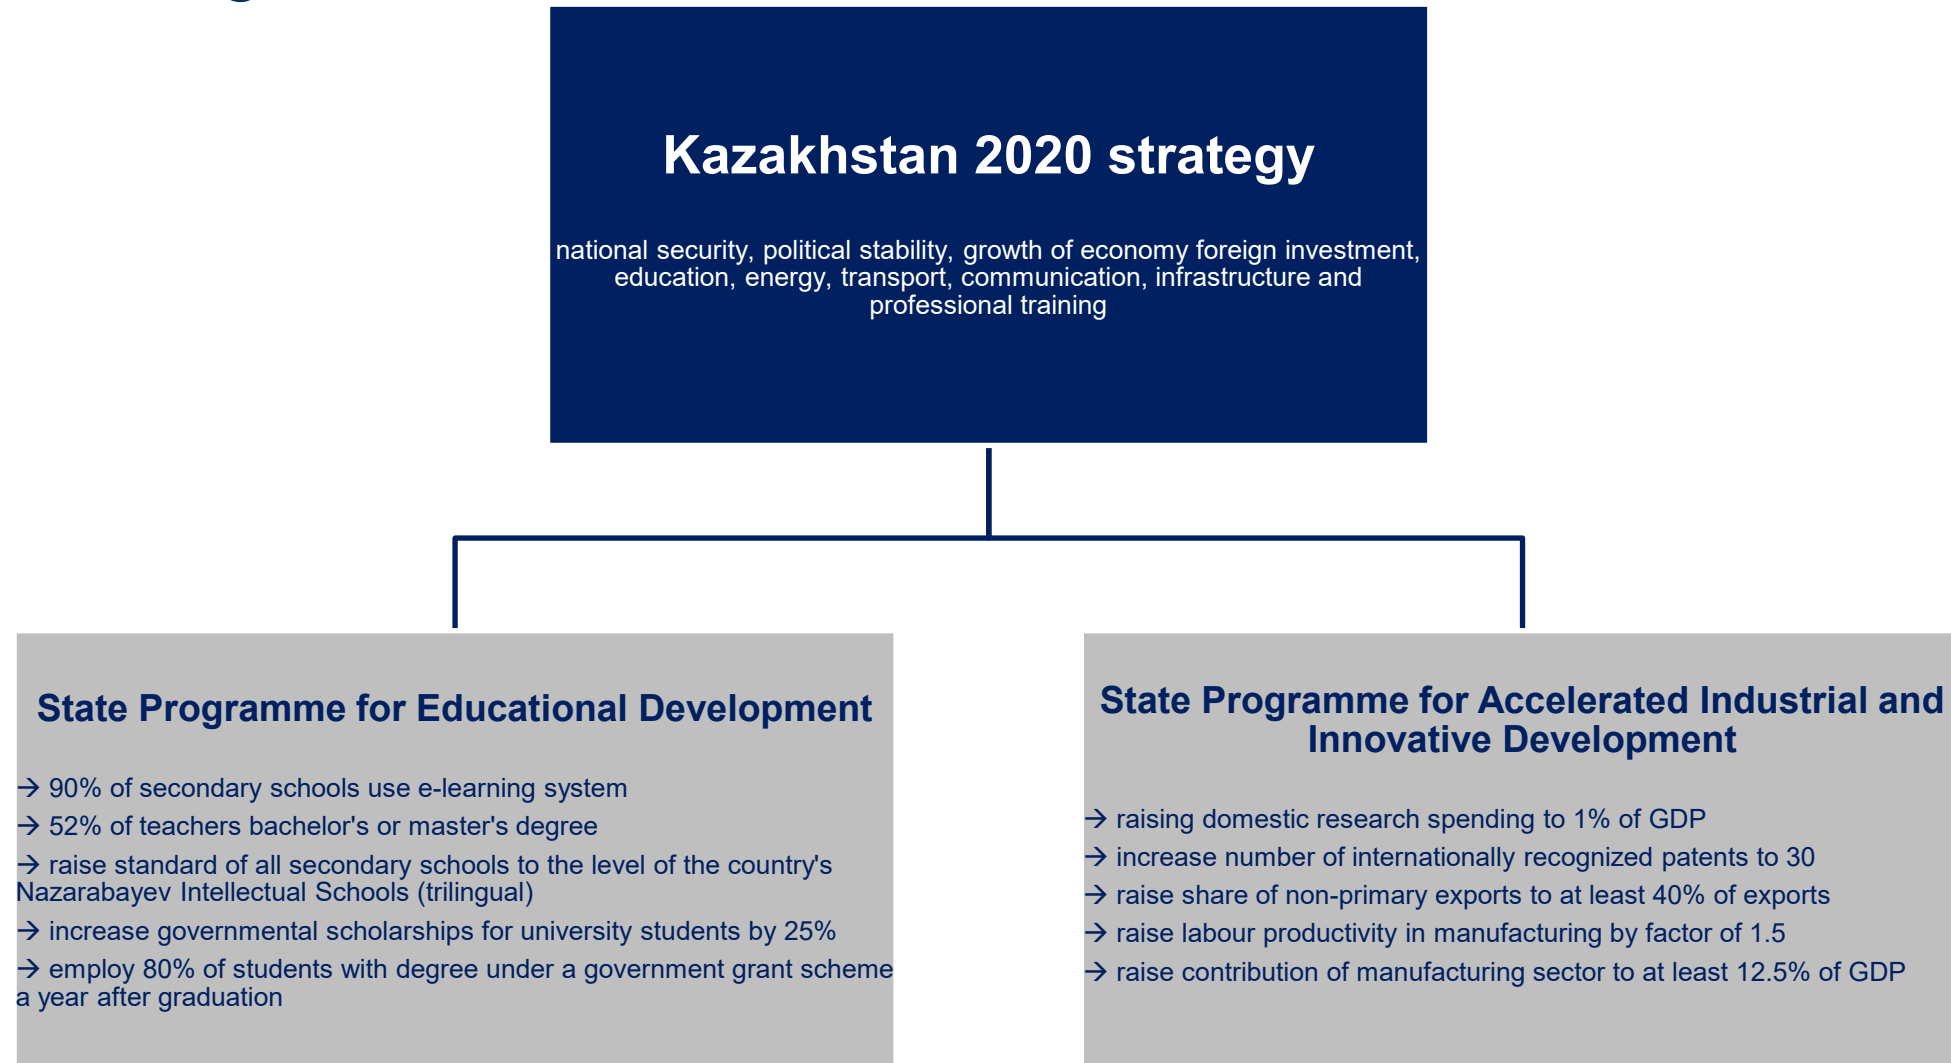 Kazakhstan 2020 strategy
national security, political stability, growth of economy foreign investment,
education, energy, transport, communication, infrastructure and
professional training
State Programme for Educational Development
→ 90% of secondary schools use e-learning system
→ 52% of teachers bachelor's or master's degree
→ raise standard of all secondary schools to the level of the country's
Nazarabayev Intellectual Schools (trilingual)
→ increase governmental scholarships for university students by 25%
→ employ 80% of students with degree under a government grant scheme
a year after graduation
State Programme for Accelerated Industrial and
Innovative Development
→ raising domestic research spending to 1% of GDP
→ increase number of internationally recognized patents to 30
→ raise share of non-primary exports to at least 40% of exports
→ raise labour productivity in manufacturing by factor of 1.5
→ raise contribution of manufacturing sector to at least 12.5% of GDP